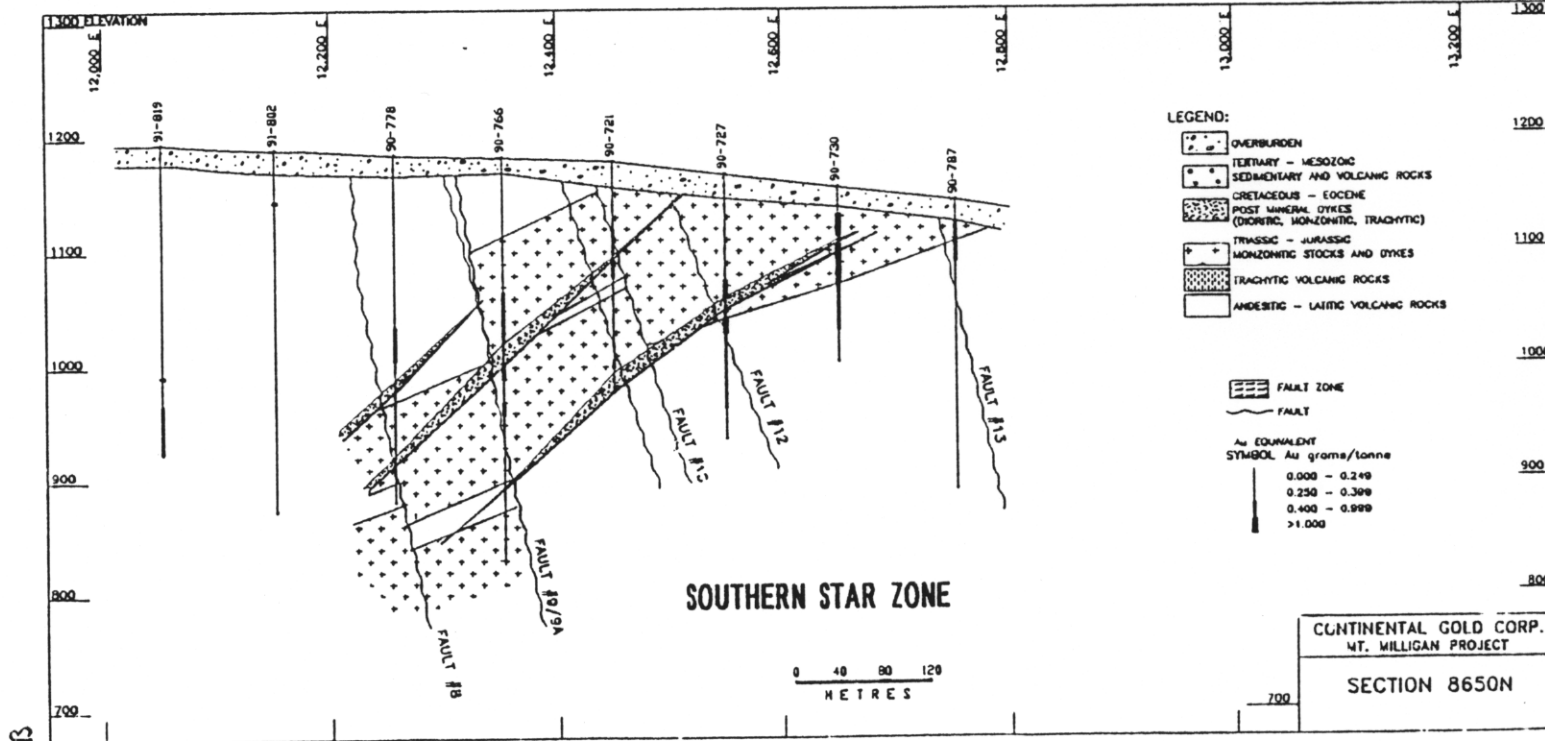 1300 ELEVATION
1300
12,000 E
12,200 E
12,400 E
12,600 E
12,800 E
13,000 E
13,200 E
91-819
91-802
90-778
90-766
90-721
90-727
90-730
90-787
1200
1200
1100
1100
1000
1000
900
900
800
800
700
700
LEGEND:
OVERBURDEN
TERTIARY - MESOZOIC
SEDIMENTARY AND VOLCANIC ROCKS
CRETACEOUS - EOCENE
POST MINERAL DYKES
(DIORITIC, MONZONITIC, TRACHYTIC)
TRIASSIC - JURASSIC
MONZONITIC STOCKS AND DYKES
TRACHYTIC VOLCANIC ROCKS
ANDESITIC - LATITIC VOLCANIC ROCKS
FAULT ZONE
FAULT
Au EQUIVALENT
SYMBOL Au grams/tonne
0.000 - 0.249
0.250 - 0.399
0.400 - 0.999
>1.000
FAULT #8
FAULT #9/9A
FAULT
FAULT #12
FAULT #13
SOUTHERN STAR ZONE
0 40 80 120
METRES
CONTINENTAL GOLD CORP.
MT. MILLIGAN PROJECT
SECTION 8650N